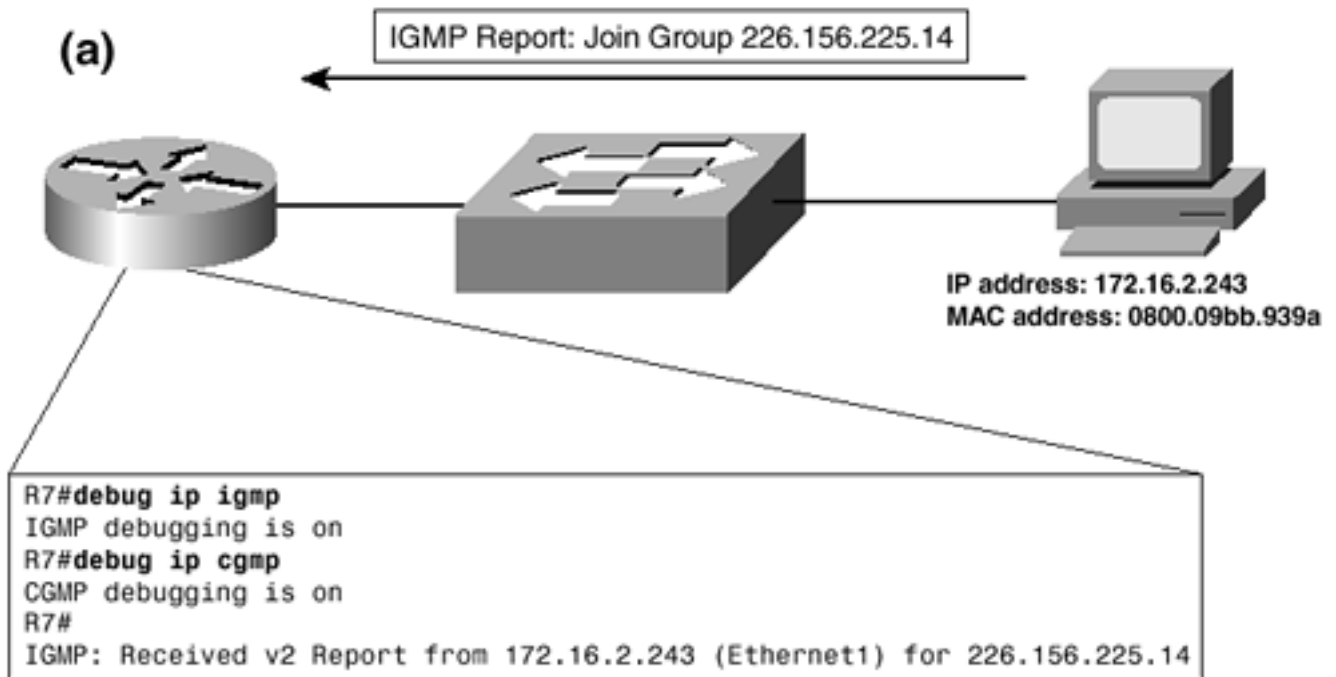 (a)
IGMP Report: Join Group 226.156.225.14
IP address: 172.16.2.243
MAC address: 0800.09bb.939a
R7#debug ip igmp
IGMP debugging is on
R7#debug ip cgmp
CGMP debugging is on
R7#
IGMP: Received v2 Report from 172.16.2.243 (Ethernet1) for 226.156.225.14